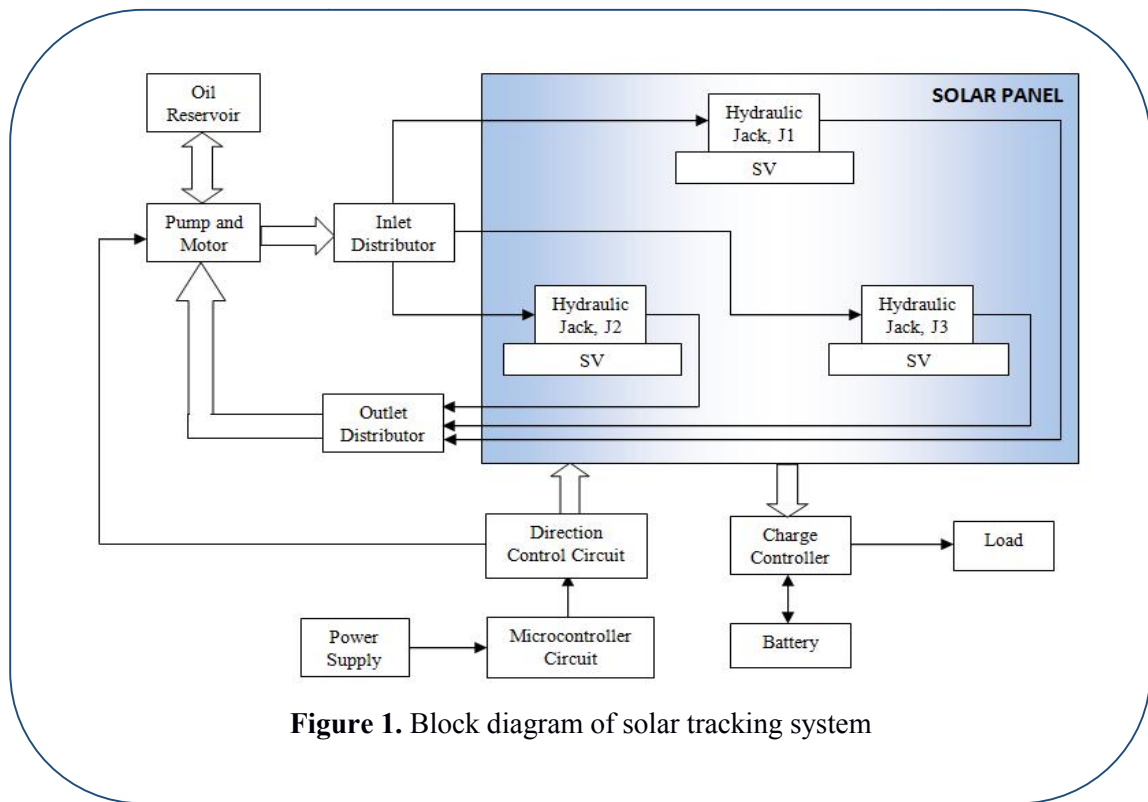 SOLAR PANEL
Oil
Reservoir
Hydraulic
Jack, J1
SV
Pump and
Motor
Inlet
Distributor
Hydraulic
Jack, J2
SV
Hydraulic
Jack, J3
SV
Outlet
Distributor
Direction
Control Circuit
Charge
Controller
Load
Power
Supply
Microcontroller
Circuit
Battery
Figure 1. Block diagram of solar tracking system